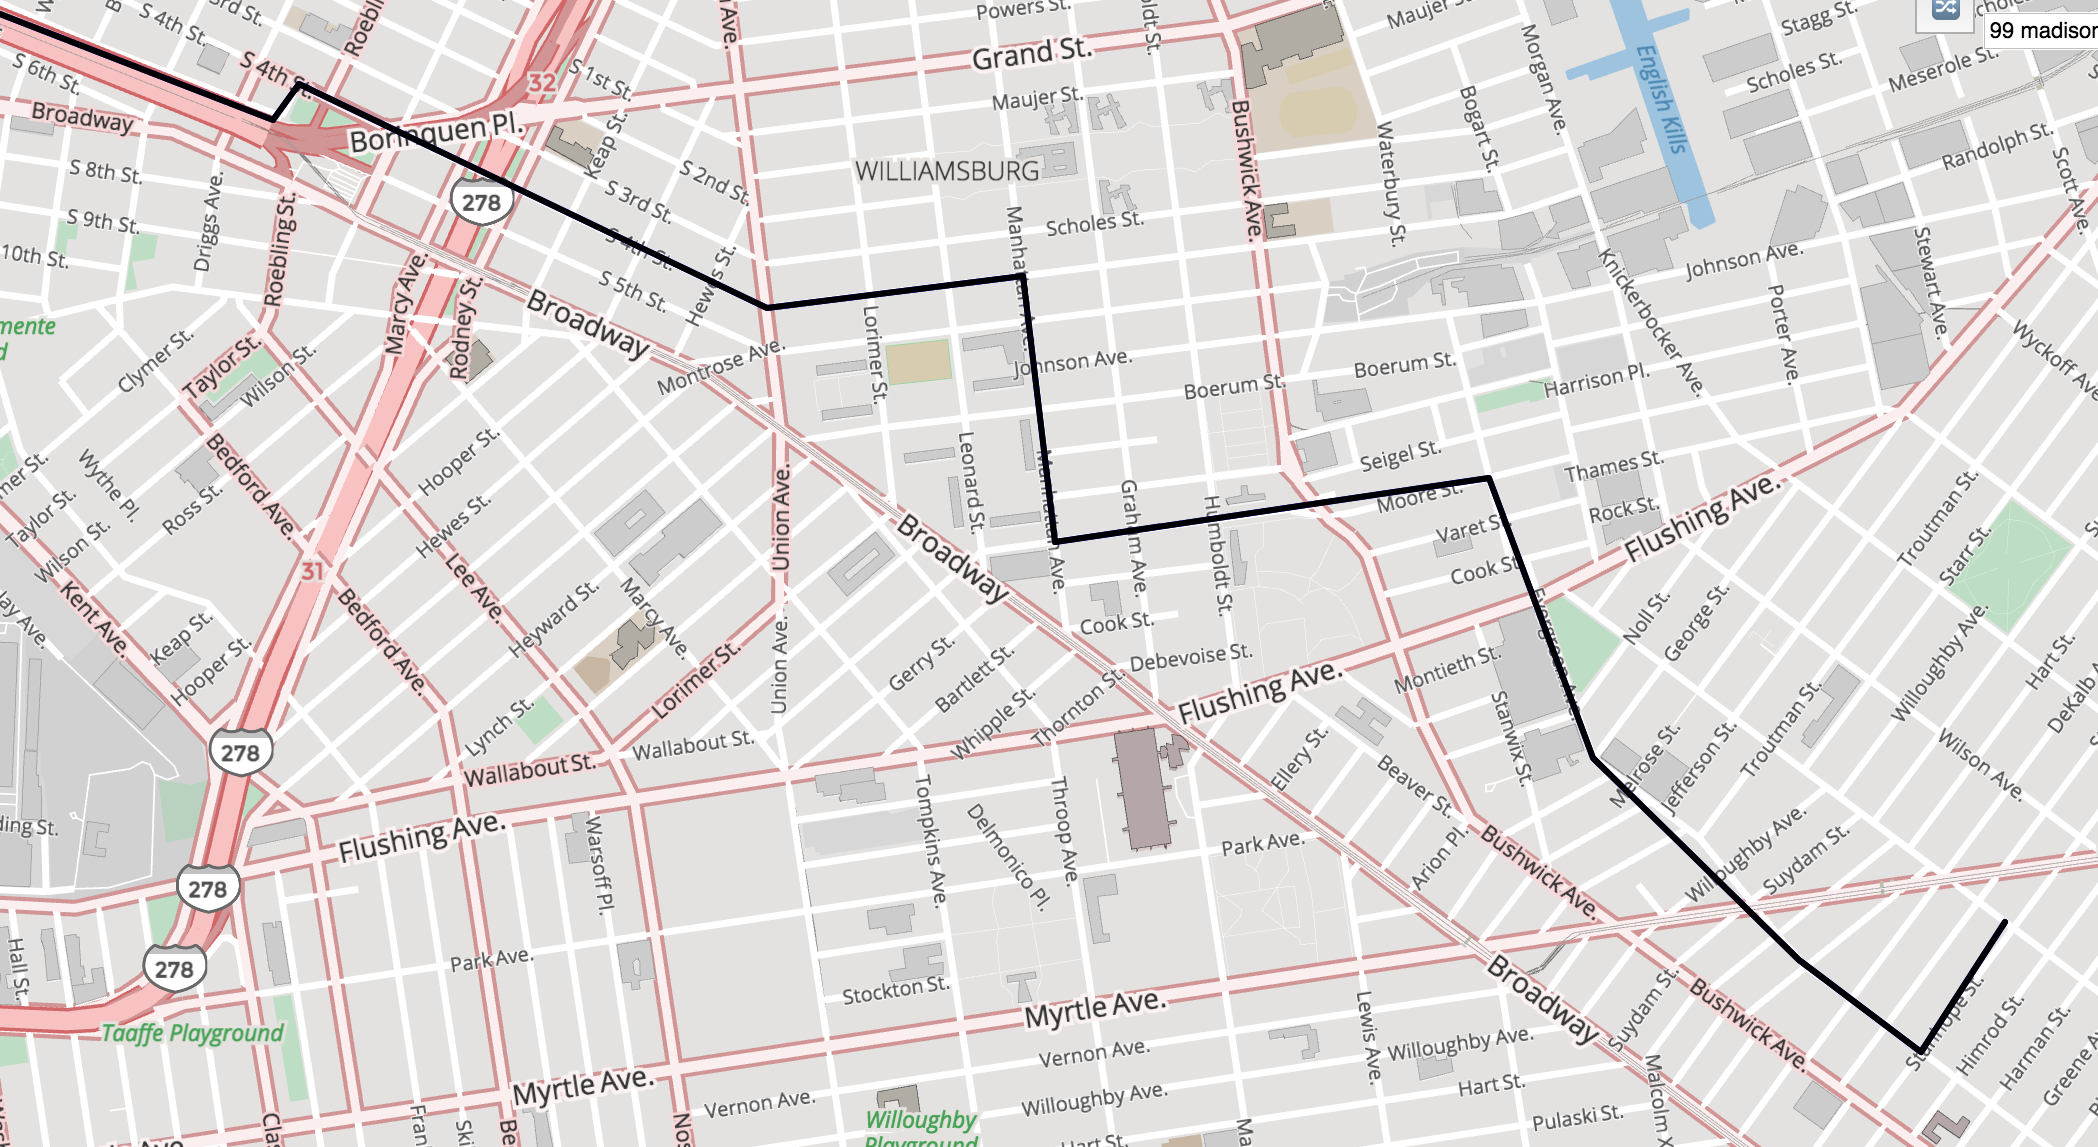 3rd St.
S 4th St.
S 4th St.
S 6th St.
Broadway
Borinquen Pl.
32
S 1st St.
Keap St.
S 2nd St.
S 3rd St.
S 4th St.
S 5th St.
Hewes St.
278
S 8th St.
S 9th St.
10th St.
Driggs Ave.
Roebling St.
Marcy Ave.
Rodney St.
Broadway
Powers St.
Grand St.
Maujer St.
WILLIAMSBURG
Scholes St.
Manhattan Ave.
Bushwick Ave.
Waterbury St.
Maujer St.
Morgan Ave.
Bogart St.
English Kills
Stagg St.
Scholes St.
Meserole St.
99 madison
Randolph St.
Scott Ave.
Stewart Ave.
Johnson Ave.
Porter Ave.
Knickerbocker Ave.
Wyckoff Ave.
Clymer St.
Taylor St.
Wilson St.
Montrose Ave.
Lorimer St.
Johnson Ave.
Boerum St.
Boerum St.
Harrison Pl.
Bedford Ave.
Wythe Pl.
Ross St.
Taylor St.
Wilson St.
Hooper St.
Hewes St.
Lee Ave.
31
Kent Ave.
Keap St.
Hooper St.
Bedford Ave.
Heyward St.
Marcy Ave.
Lorimer St.
Lynch St.
Wallabout St.
Wallabout St.
Union Ave.
Union Ave.
Leonard St.
Manhattan Ave.
Graham Ave.
Humboldt St.
Broadway
Seigel St.
Moore St.
Varet St.
Cook St.
Thames St.
Rock St.
Flushing Ave.
Troutman St.
Starr St.
Willoughby Ave.
Hart St.
Noll St.
George St.
Evergreen Ave.
Cook St.
Debevoise St.
Gerry St.
Bartlett St.
Whipple St.
Thornton St.
Flushing Ave.
Montieth St.
Stanwix St.
Ellery St.
Beaver St.
Arion Pl.
Melrose St.
Jefferson St.
Troutman St.
Wilson Ave.
Willoughby Ave.
Suydam St.
278
278
278
Flushing Ave.
Warsoff Pl.
Tompkins Ave.
Delmonico Pl.
Throop Ave.
Park Ave.
Bushwick Ave.
Hall St.
Park Ave.
Stockton St.
Myrtle Ave.
Broadway
Suydam St.
Bushwick Ave.
Stanhope St.
Himrod St.
Harman St.
Taaffe Playground
Myrtle Ave.
Vernon Ave.
Vernon Ave.
Willoughby Ave.
Willoughby Ave.
Lewis Ave.
Hart St.
Pulaski St.
Hart St.
Willoughby
Playground